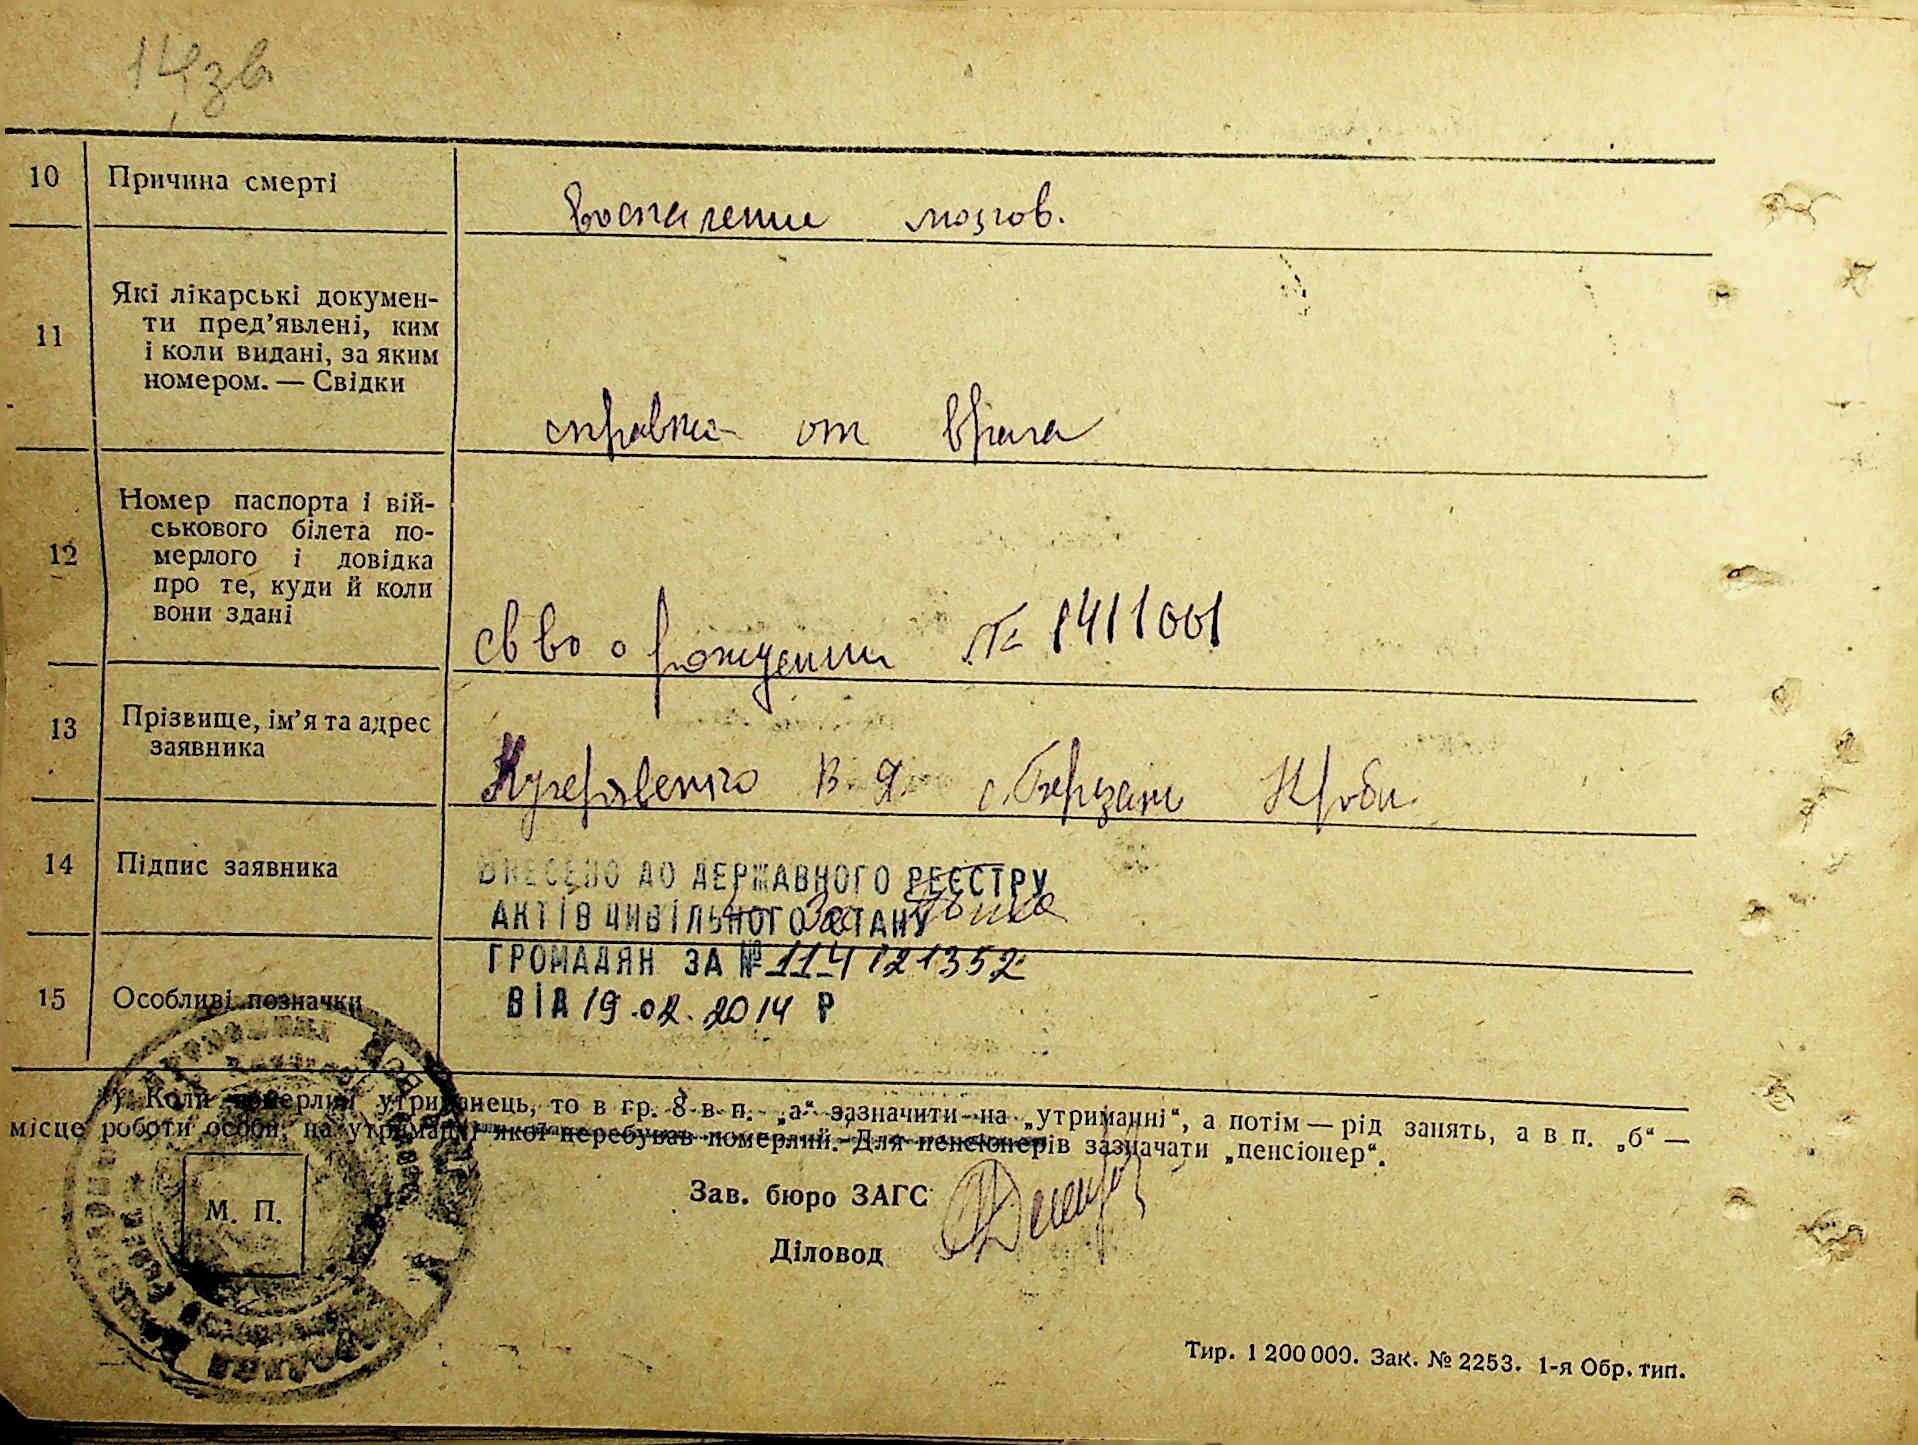 14зв
10 Причина смерті
Воспаление мозгов.
11 Які лікарські докумен-
ти пред’явлені, ким
і коли видані, за яким
номером. — Свідки
справка от врача
12 Номер паспорта і вій-
ськового білета по-
мерлого і довідка
про те, куди й коли
вони здані
св во о рождении № 1411001
13 Прізвище, ім’я та адрес
заявника
В. Я.
14 Підпис заявника
ВНЕСЕНО ДО ДЕРЖАВНОГО РЕЄСТРУ
АКТІВ ЦИВІЛЬНОГО СТАНУ
ГРОМАДЯН ЗА № 114121352
15 Особливі позначки
ВІД 19.02.2014 Р
*) Коли померлий утриманець, то в гр. 8 в п. „а“ зазначити на „утриманні“, а потім — рід занять, а в п. „б“ —
місце роботи особи, на утриманні якої перебував померлий. Для пенсіонерів зазначати „пенсіонер“.
М. П.
Зав. бюро ЗАГС
Діловод
Тир. 1 200 000. Зак. № 2253. 1-я Обр. тип.